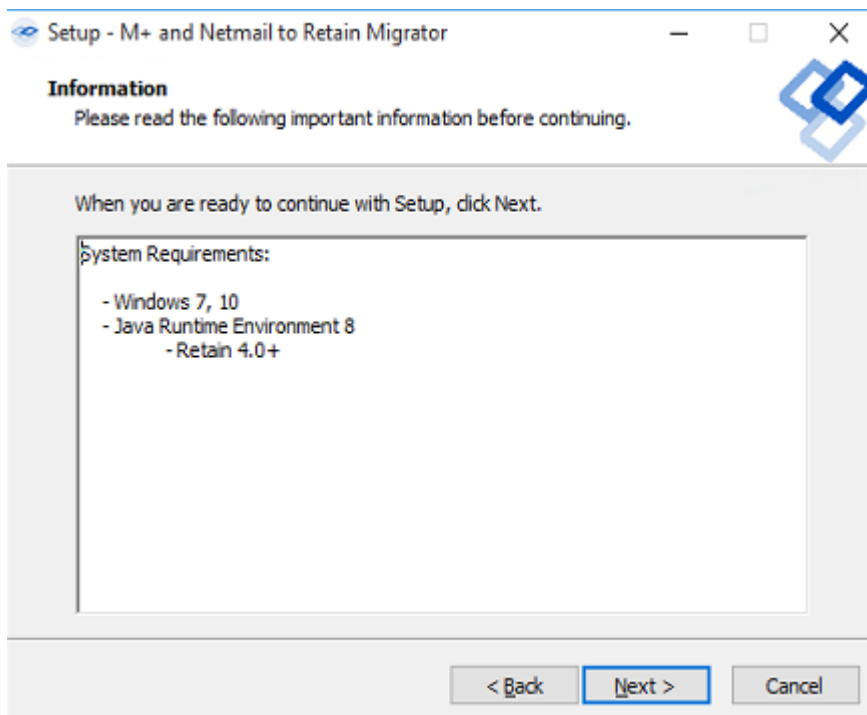 Setup - M+ and Netmail to Retain Migrator
Information
Please read the following important information before continuing.
When you are ready to continue with Setup, click Next.
System Requirements:
- Windows 7, 10
- Java Runtime Environment 8
- Retain 4.0+
< Back
Next >
Cancel